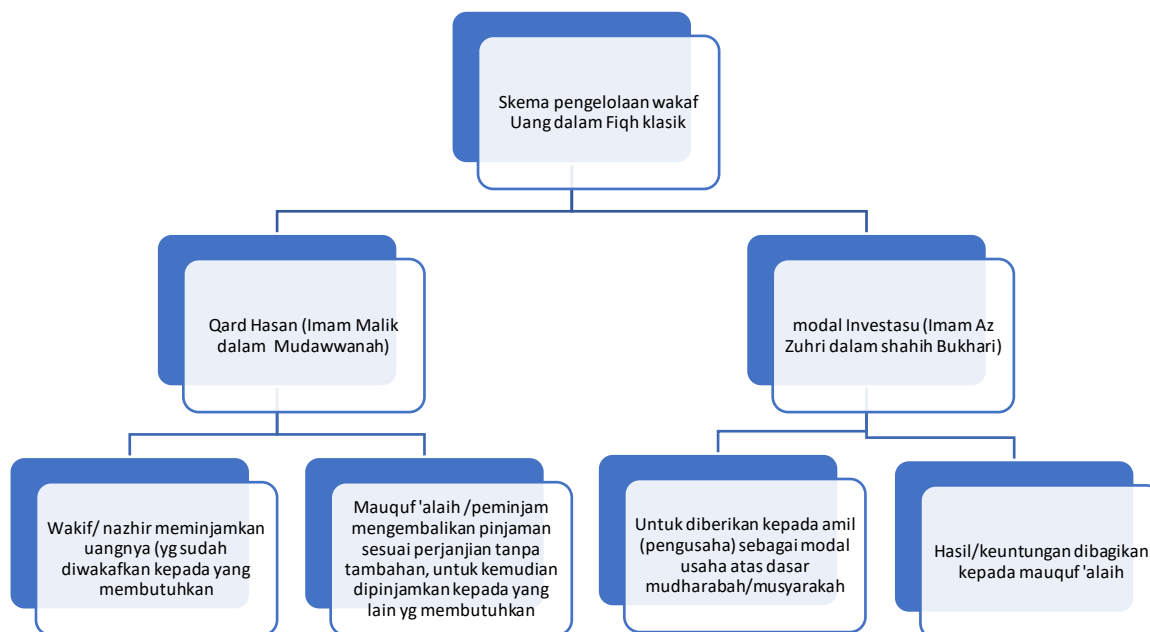 Skema pengelolaan wakaf
Uang dalam Fiqh klasik
Qard Hasan (Imam Malik
dalam Mudawwanah)
modal Investasu (Imam Az
Zuhri dalam shahih Bukhari)
Wakif/ nazhir meminjamkan
uangnya (yg sudah
diwakafkan kepada yang
membutuhkan
Mauquf 'alaih /peminjam
mengembalikan pinjaman
sesuai perjanjian tanpa
tambahan, untuk kemudian
dipinjamkan kepada yang
lain yg membutuhkan
Untuk diberikan kepada amil
(pengusaha) sebagai modal
usaha atas dasar
mudharabah/musyarakah
Hasil/keuntungan dibagikan
kepada mauquf 'alaih